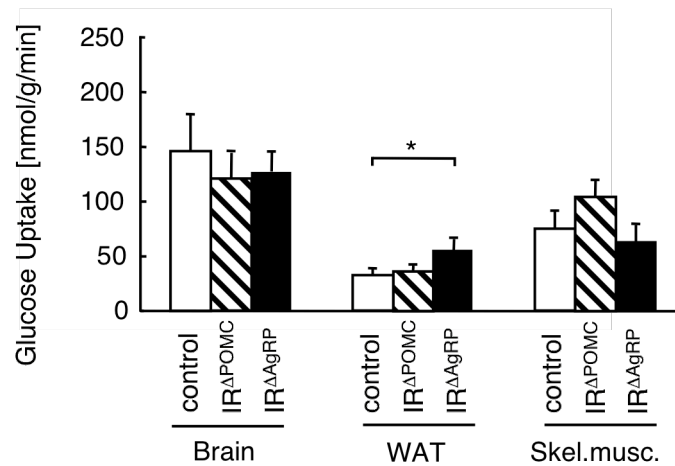 Glucose Uptake [nmol/g/min]
250
200
150
100
50
0
*
control
IRΔPOMC
IRΔAgRP
control
IRΔPOMC
IRΔAgRP
control
IRΔPOMC
IRΔAgRP
Brain
WAT
Skel.musc.